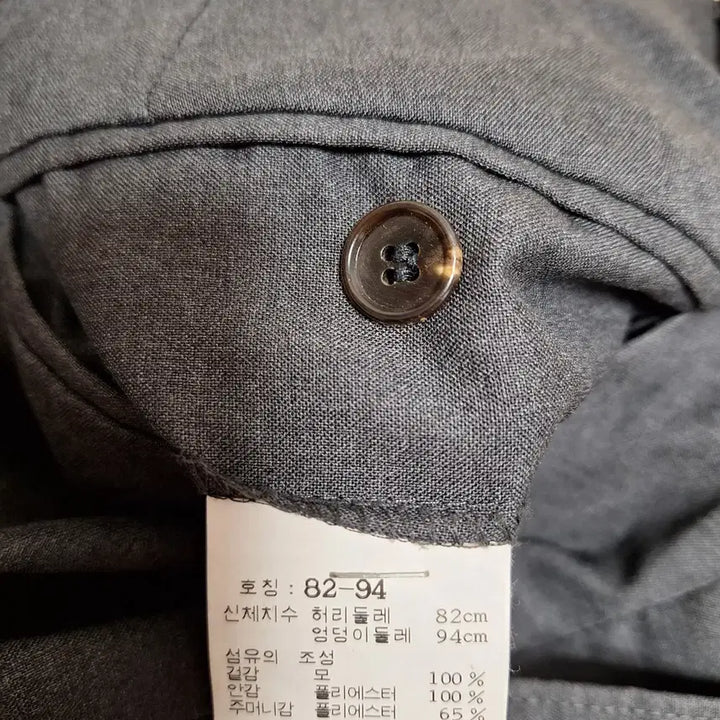 호칭 : 82-94
신체치수 허리둘레 82cm
엉덩이둘레 94cm
섬유의 조성
겉감 모 100%
안감 폴리에스터 100%
주머니감 폴리에스터 65%